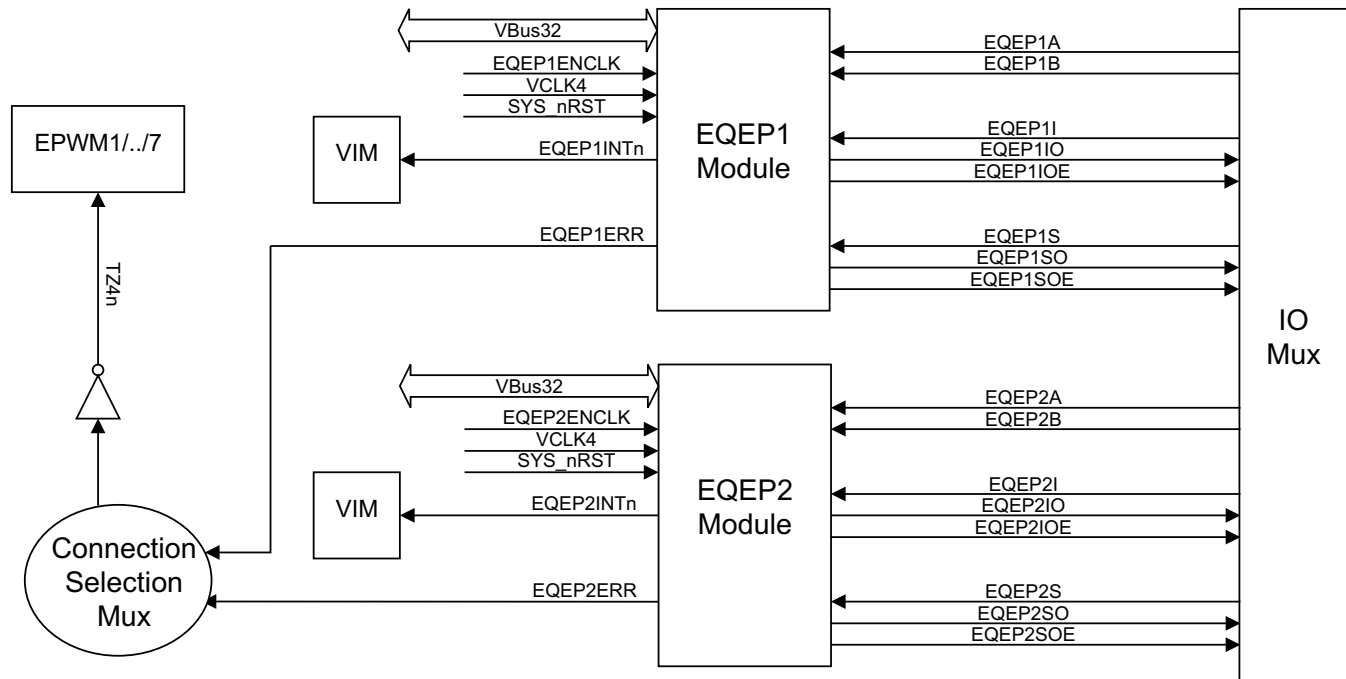 VBus32
EQEP1ENCLK
VCLK4
SYS_nRST
EQEP1INTn
EQEP1ERR
VIM
EPWM1/../7
TZ4n
EQEP1
Module
EQEP1A
EQEP1B
EQEP1I
EQEP1IO
EQEP1IOE
EQEP1S
EQEP1SO
EQEP1SOE
IO
Mux
VBus32
EQEP2ENCLK
VCLK4
SYS_nRST
EQEP2INTn
EQEP2ERR
VIM
Connection
Selection
Mux
EQEP2
Module
EQEP2A
EQEP2B
EQEP2I
EQEP2IO
EQEP2IOE
EQEP2S
EQEP2SO
EQEP2SOE